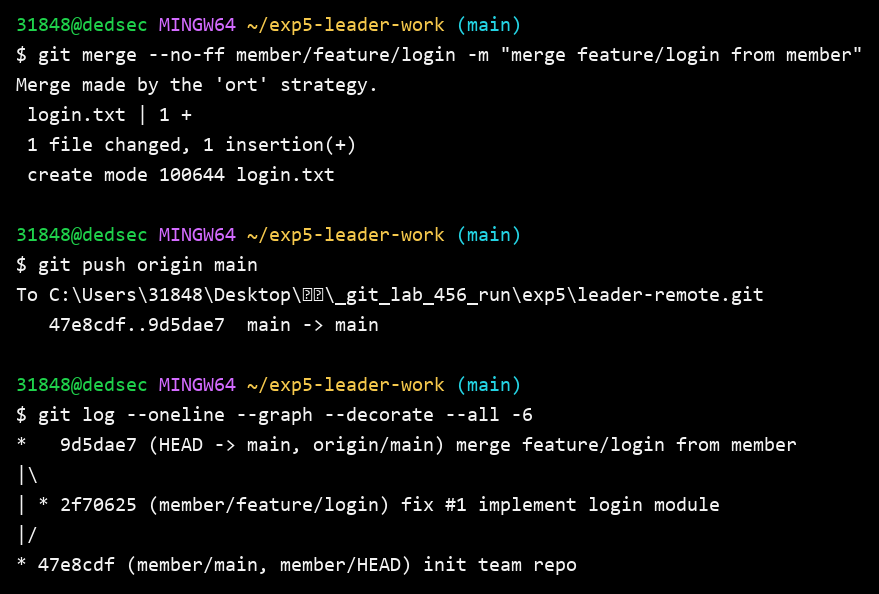 31848@dedsec MINGW64 ~/exp5-leader-work (main)
$ git merge --no-ff member/feature/login -m "merge feature/login from member"
Merge made by the 'ort' strategy.
 login.txt | 1 +
 1 file changed, 1 insertion(+)
 create mode 100644 login.txt
31848@dedsec MINGW64 ~/exp5-leader-work (main)
$ git push origin main
To C:\Users\31848\Desktop\\_git_lab_456_run\exp5\leader-remote.git
   47e8cdf..9d5dae7  main -> main
31848@dedsec MINGW64 ~/exp5-leader-work (main)
$ git log --oneline --graph --decorate --all -6
*   9d5dae7 (HEAD -> main, origin/main) merge feature/login from member
|\
| * 2f70625 (member/feature/login) fix #1 implement login module
|/
* 47e8cdf (member/main, member/HEAD) init team repo